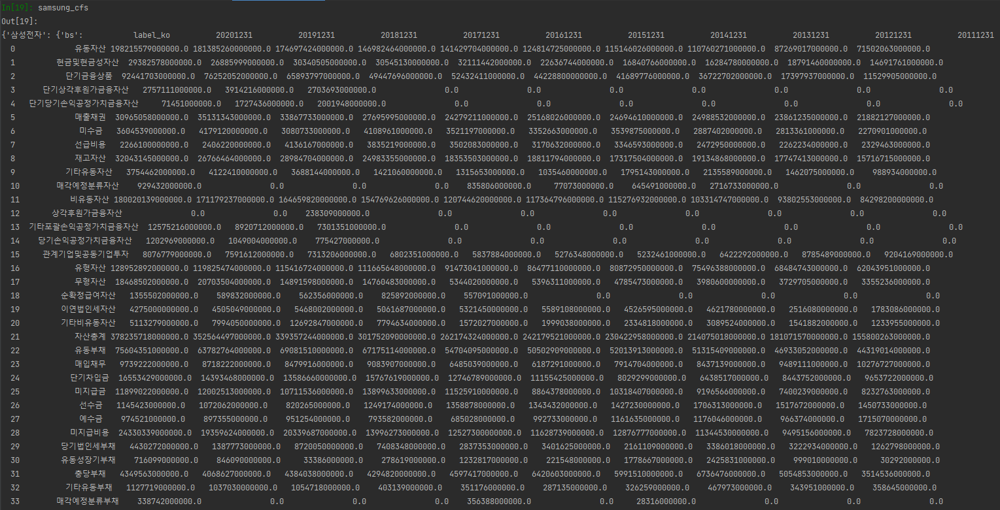 In[19]: samsung_cfs
Out[19]:
{'삼성전자': {'bs': label_ko 20201231 20191231 20181231 20171231 20161231 20151231 20141231 20131231 20121231 20111231
0 유동자산 198215579000000.0 181385260000000.0 174697424000000.0 146982464000000.0 141429704000000.0 124814725000000.0 115146026000000.0 110760271000000.0 87269017000000.0 71502063000000.0
1 현금및현금성자산 29382578000000.0 26885999000000.0 30340505000000.0 30545130000000.0 32111442000000.0 22636744000000.0 16840766000000.0 16284780000000.0 18791460000000.0 14691761000000.0
2 단기금융상품 92441703000000.0 76252052000000.0 65893797000000.0 49447696000000.0 52432411000000.0 44228800000000.0 41689776000000.0 36722702000000.0 17397937000000.0 11529905000000.0
3 단기상각후원가금융자산 2757111000000.0 3914216000000.0 2703693000000.0 0.0 0.0 0.0 0.0 0.0 0.0 0.0
4 단기당기손익공정가치금융자산 71451000000.0 1727436000000.0 2001948000000.0 0.0 0.0 0.0 0.0 0.0 0.0 0.0
5 매출채권 30965058000000.0 35131343000000.0 33867733000000.0 27695995000000.0 24279211000000.0 25168026000000.0 24694610000000.0 24988532000000.0 23861235000000.0 21882127000000.0
6 미수금 3604539000000.0 4179120000000.0 3080733000000.0 4108961000000.0 3521197000000.0 3352663000000.0 3539875000000.0 2887402000000.0 2813361000000.0 2270901000000.0
7 선급비용 2266100000000.0 2406220000000.0 4136167000000.0 3835219000000.0 3502083000000.0 3170632000000.0 3346593000000.0 2472950000000.0 2262234000000.0 2329463000000.0
8 재고자산 32043145000000.0 26766464000000.0 28984704000000.0 24983355000000.0 18353503000000.0 18811794000000.0 17317504000000.0 19134868000000.0 17747413000000.0 15716715000000.0
9 기타유동자산 3754462000000.0 4122410000000.0 3688144000000.0 1421060000000.0 1315653000000.0 1035460000000.0 1795143000000.0 2135589000000.0 1462075000000.0 988934000000.0
10 매각예정분류자산 929432000000.0 0.0 0.0 0.0 835806000000.0 77073000000.0 645491000000.0 2716733000000.0 0.0 0.0
11 비유동자산 180020139000000.0 171179237000000.0 164659820000000.0 154769626000000.0 120744620000000.0 117364796000000.0 115276932000000.0 103314747000000.0 93802553000000.0 84298200000000.0
12 상각후원가금융자산 0.0 0.0 238309000000.0 0.0 0.0 0.0 0.0 0.0 0.0 0.0
13 기타포괄손익공정가치금융자산 12575216000000.0 8920712000000.0 7301351000000.0 0.0 0.0 0.0 0.0 0.0 0.0 0.0
14 당기손익공정가치금융자산 1202969000000.0 1049004000000.0 775427000000.0 0.0 0.0 0.0 0.0 0.0 0.0 0.0
15 관계기업및공동기업투자 8076779000000.0 7591612000000.0 7313206000000.0 6802351000000.0 5837884000000.0 5276348000000.0 5232461000000.0 6422292000000.0 8785489000000.0 9204169000000.0
16 유형자산 128952892000000.0 119825474000000.0 115416724000000.0 111665648000000.0 91473041000000.0 86477110000000.0 80872950000000.0 75496388000000.0 68484743000000.0 62043951000000.0
17 무형자산 18468502000000.0 20703504000000.0 14891598000000.0 14760483000000.0 5344020000000.0 5396311000000.0 4785473000000.0 3980600000000.0 3729705000000.0 3355236000000.0
18 순확정급여자산 1355502000000.0 589832000000.0 562356000000.0 825892000000.0 557091000000.0 0.0 0.0 0.0 0.0 0.0
19 이연법인세자산 4275000000000.0 4505049000000.0 5468002000000.0 5061687000000.0 5321450000000.0 5589108000000.0 4526595000000.0 4621780000000.0 2516080000000.0 1783086000000.0
20 기타비유동자산 5113279000000.0 7994050000000.0 12692847000000.0 7794634000000.0 1572027000000.0 1999038000000.0 2334818000000.0 3089524000000.0 1541882000000.0 1233955000000.0
21 자산총계 378235718000000.0 352564497000000.0 339357244000000.0 301752090000000.0 262174324000000.0 242179521000000.0 230422958000000.0 214075018000000.0 181071570000000.0 155800263000000.0
22 유동부채 75604351000000.0 63782764000000.0 69081510000000.0 67175114000000.0 54704095000000.0 50502909000000.0 52013913000000.0 51315409000000.0 46933052000000.0 44319014000000.0
23 매입채무 9739222000000.0 8718222000000.0 8479916000000.0 9083907000000.0 6485039000000.0 6187291000000.0 7914704000000.0 8437139000000.0 9489111000000.0 10276727000000.0
24 단기차입금 16553429000000.0 14393468000000.0 13586660000000.0 15767619000000.0 12746789000000.0 11155425000000.0 8029299000000.0 6438517000000.0 8443752000000.0 9653722000000.0
25 미지급금 11899022000000.0 12002513000000.0 10711536000000.0 13899633000000.0 11525910000000.0 8864378000000.0 10318407000000.0 9196566000000.0 7400239000000.0 8232763000000.0
26 선수금 1145423000000.0 1072062000000.0 820265000000.0 1249174000000.0 1358878000000.0 1343432000000.0 1427230000000.0 1706313000000.0 1517672000000.0 1450733000000.0
27 예수금 974521000000.0 897355000000.0 951254000000.0 793582000000.0 685028000000.0 992733000000.0 1161635000000.0 1176046000000.0 966374000000.0 1715070000000.0
28 미지급비용 24330339000000.0 19359624000000.0 20339687000000.0 13996273000000.0 12527300000000.0 11628739000000.0 12876777000000.0 11344530000000.0 9495156000000.0 7823728000000.0
29 당기법인세부채 4430272000000.0 1387773000000.0 8720050000000.0 7408348000000.0 2837353000000.0 3401625000000.0 2161109000000.0 3386018000000.0 3222934000000.0 1262798000000.0
30 유동성장기부채 716099000000.0 846090000000.0 33386000000.0 278619000000.0 1232817000000.0 221548000000.0 1778667000000.0 2425831000000.0 999010000000.0 30292000000.0
31 충당부채 4349563000000.0 4068627000000.0 4384038000000.0 4294820000000.0 4597417000000.0 6420603000000.0 5991510000000.0 6736476000000.0 5054853000000.0 3514536000000.0
32 기타유동부채 1127719000000.0 1037030000000.0 1054718000000.0 403139000000.0 351176000000.0 287135000000.0 326259000000.0 467973000000.0 343951000000.0 358645000000.0
33 매각예정분류부채 338742000000.0 0.0 0.0 0.0 356388000000.0 0.0 28316000000.0 0.0 0.0 0.0